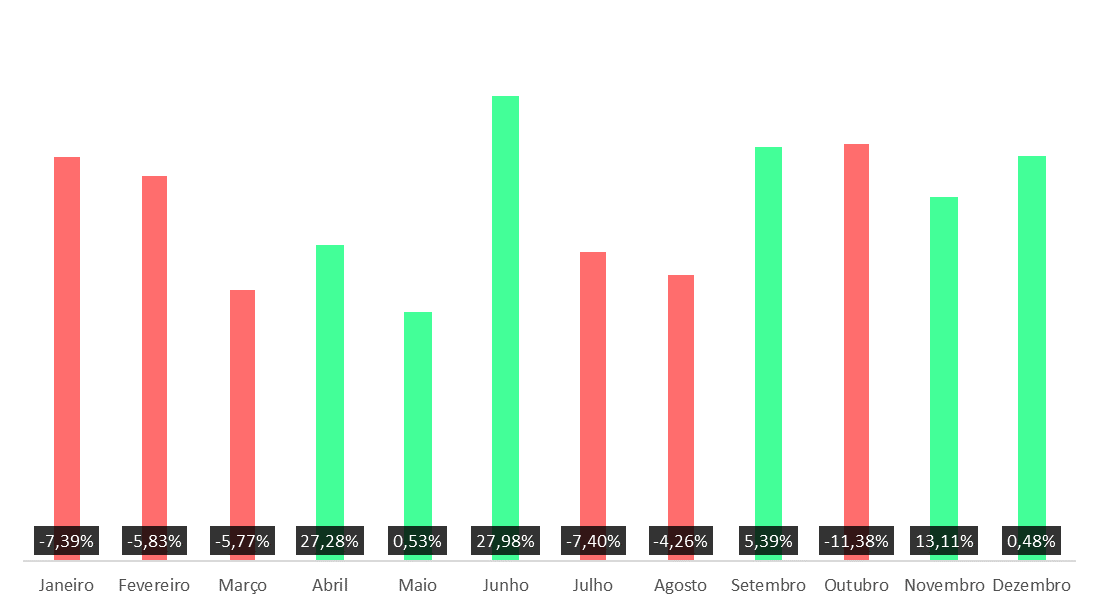 -7,39% -5,83% -5,77% 27,28% 0,53% 27,98% -7,40% -4,26% 5,39% -11,38% 13,11% 0,48%
Janeiro Fevereiro Março Abril Maio Junho Julho Agosto Setembro Outubro Novembro Dezembro